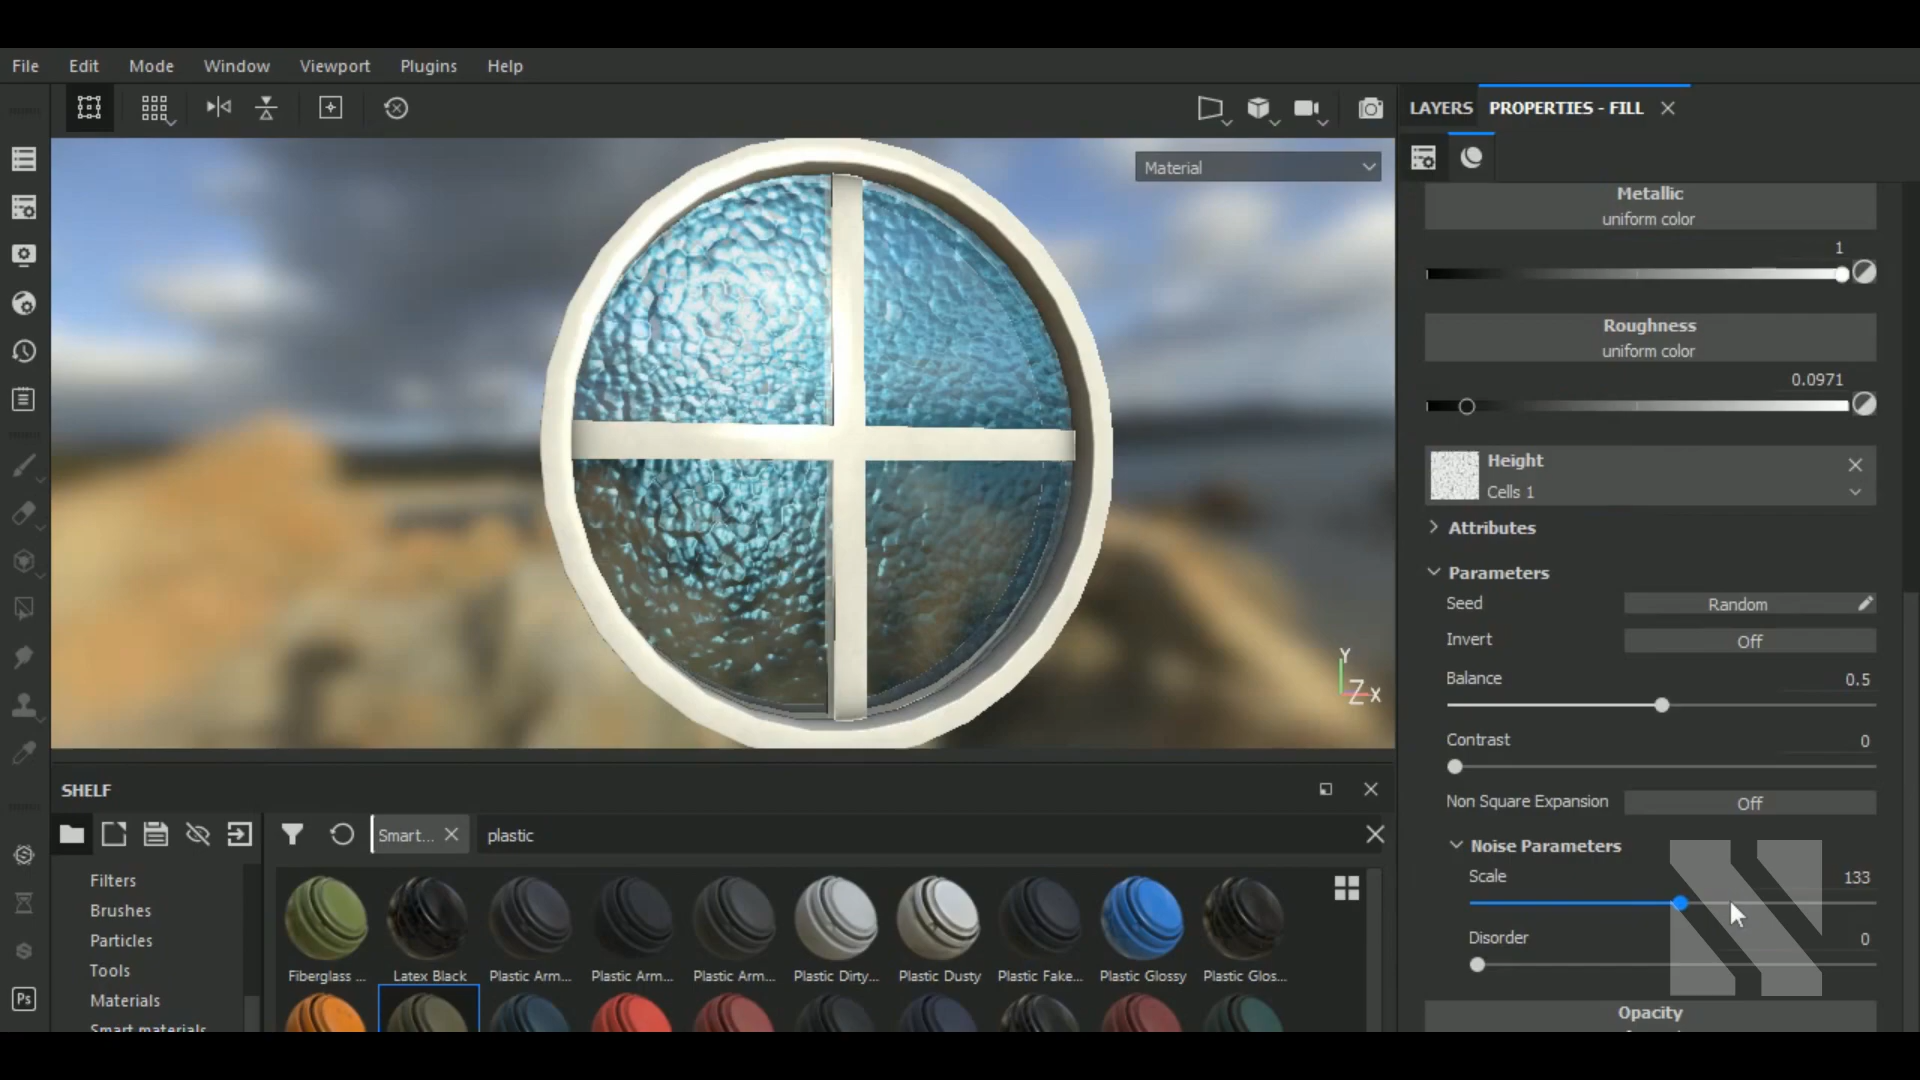 File Edit Mode Window Viewport Plugins Help
LAYERS PROPERTIES - FILL
Material
Metallic
uniform color
1
Roughness
uniform color
0.0971
Height
Cells 1
Attributes
Parameters
Seed Random
Invert Off
Balance 0.5
Contrast 0
Non Square Expansion Off
Noise Parameters
Scale 133
Disorder 0
Opacity
Y
Z X
SHELF
Smart... plastic
Filters
Brushes
Particles
Tools
Materials
Smart materials
Fiberglass ... Latex Black Plastic Arm... Plastic Arm... Plastic Arm... Plastic Dirty... Plastic Dusty Plastic Fake... Plastic Glossy Plastic Glos...
Ps